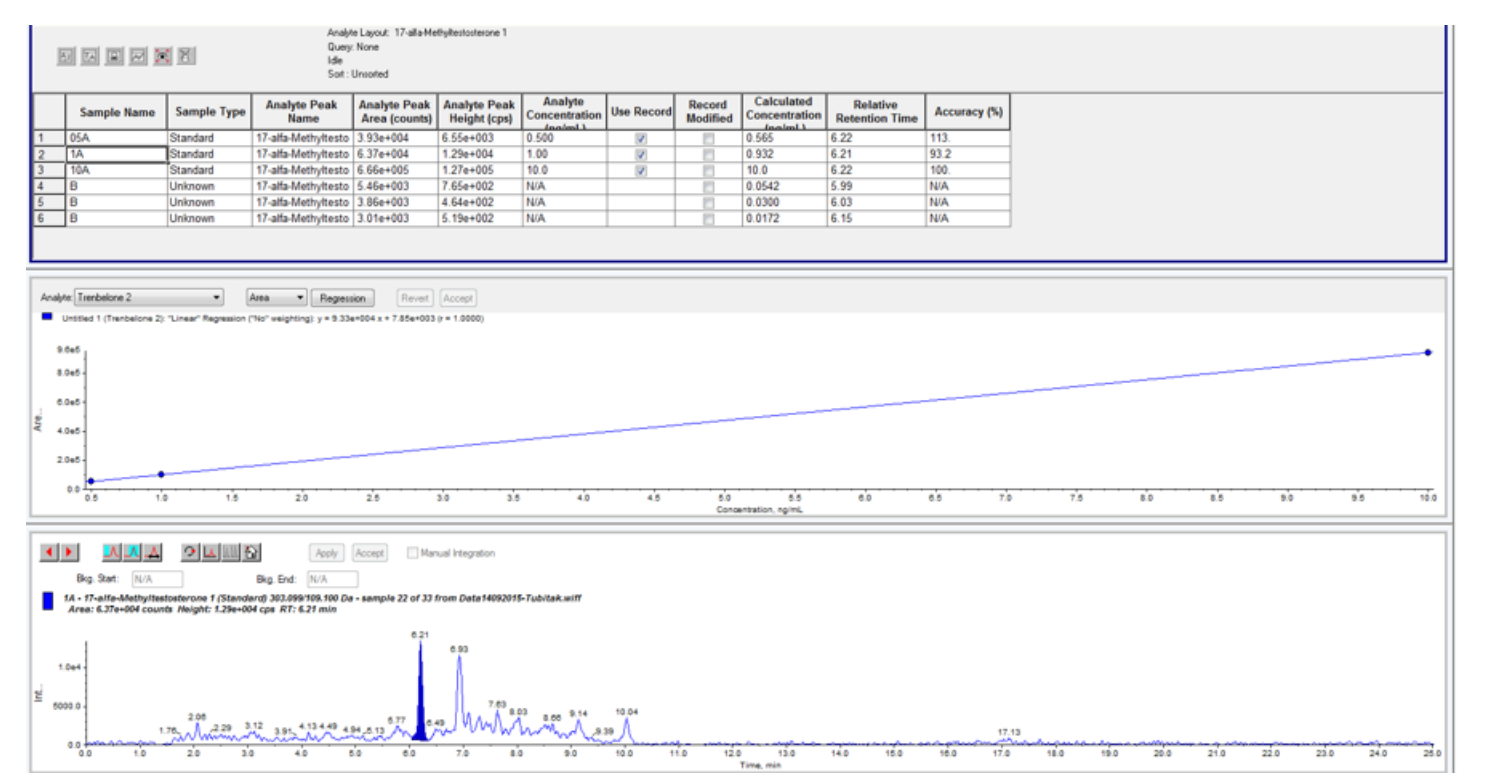 Analyte Layout: 17-alfa-Methyltestosterone 1
Query: None
Idle
Sort : Unsorted
Sample Name Sample Type Analyte Peak Name Analyte Peak Area (counts) Analyte Peak Height (cps) Analyte Concentration (ng/mL) Use Record Record Modified Calculated Concentration (ng/mL) Relative Retention Time Accuracy (%)
1 05A Standard 17-alfa-Methyltesto 3.93e+004 6.55e+003 0.500 0.565 6.22 113.
2 1A Standard 17-alfa-Methyltesto 6.37e+004 1.29e+004 1.00 0.932 6.21 93.2
3 10A Standard 17-alfa-Methyltesto 6.66e+005 1.27e+005 10.0 10.0 6.22 100.
4 B Unknown 17-alfa-Methyltesto 5.46e+003 7.65e+002 N/A 0.0542 5.99 N/A
5 B Unknown 17-alfa-Methyltesto 3.86e+003 4.64e+002 N/A 0.0300 6.03 N/A
6 B Unknown 17-alfa-Methyltesto 3.01e+003 5.19e+002 N/A 0.0172 6.15 N/A
Analyte: Trenbelone 2 Area Regression Revert Accept
Untitled 1 (Trenbelone 2): "Linear" Regression ("No" weighting): y = 9.33e+004 x + 7.85e+003 (r = 1.0000)
9.6e5
8.0e5
6.0e5
4.0e5
2.0e5
0.0
Are...
0.5 1.0 1.5 2.0 2.5 3.0 3.5 4.0 4.5 5.0 5.5 6.0 6.5 7.0 7.5 8.0 8.5 9.0 9.5 10.0
Concentration, ng/mL
Apply Accept Manual Integration
Bkg. Start: N/A Bkg. End: N/A
1A - 17-alfa-Methyltestosterone 1 (Standard) 303.099/109.100 Da - sample 22 of 33 from Data14092015-Tubitak.wiff
Area: 6.37e+004 counts Height: 1.29e+004 cps RT: 6.21 min
1.0e4
5000.0
0.0
Int...
1.76 2.06 2.29 3.12 3.91 4.13 4.49 4.94 5.13 5.77 6.21 6.49 6.93 7.63 8.03 8.66 9.14 9.39 10.04 17.13
0.0 1.0 2.0 3.0 4.0 5.0 6.0 7.0 8.0 9.0 10.0 11.0 12.0 13.0 14.0 15.0 16.0 17.0 18.0 19.0 20.0 21.0 22.0 23.0 24.0 25.0
Time, min